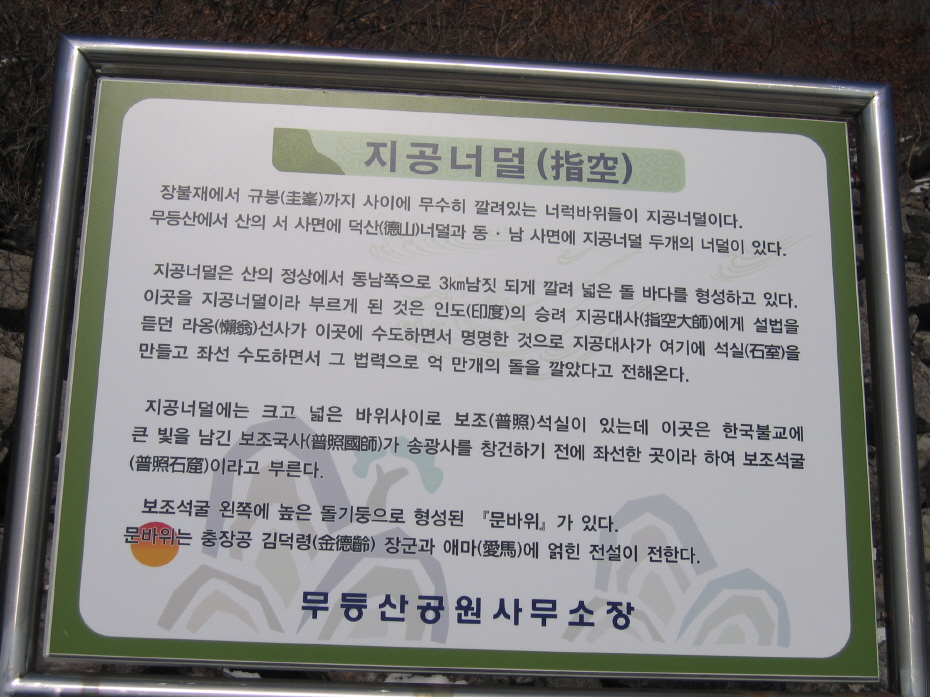 지공너덜(指空)
장불재에서 규봉(圭峯)까지 사이에 무수히 깔려있는 너럭바위들이 지공너덜이다.
무등산에서 산의 서 사면에 덕산(德山)너덜과 동·남 사면에 지공너덜 두개의 너덜이 있다.
지공너덜은 산의 정상에서 동남쪽으로 3km남짓 되게 깔려 넓은 돌 바다를 형성하고 있다.
이곳을 지공너덜이라 부르게 된 것은 인도(印度)의 승려 지공대사(指空大師)에게 설법을
듣던 라옹(懶翁)선사가 이곳에 수도하면서 명명한 것으로 지공대사가 여기에 석실(石室)을
만들고 좌선 수도하면서 그 법력으로 억 만개의 돌을 깔았다고 전해온다.
지공너덜에는 크고 넓은 바위사이로 보조(普照)석실이 있는데 이곳은 한국불교에
큰 빛을 남긴 보조국사(普照國師)가 송광사를 창건하기 전에 좌선한 곳이라 하여 보조석굴
(普照石窟)이라고 부른다.
보조석굴 왼쪽에 높은 돌기둥으로 형성된 『문바위』가 있다.
문바위는 충장공 김덕령(金德齡) 장군과 애마(愛馬)에 얽힌 전설이 전한다.
무등산공원사무소장